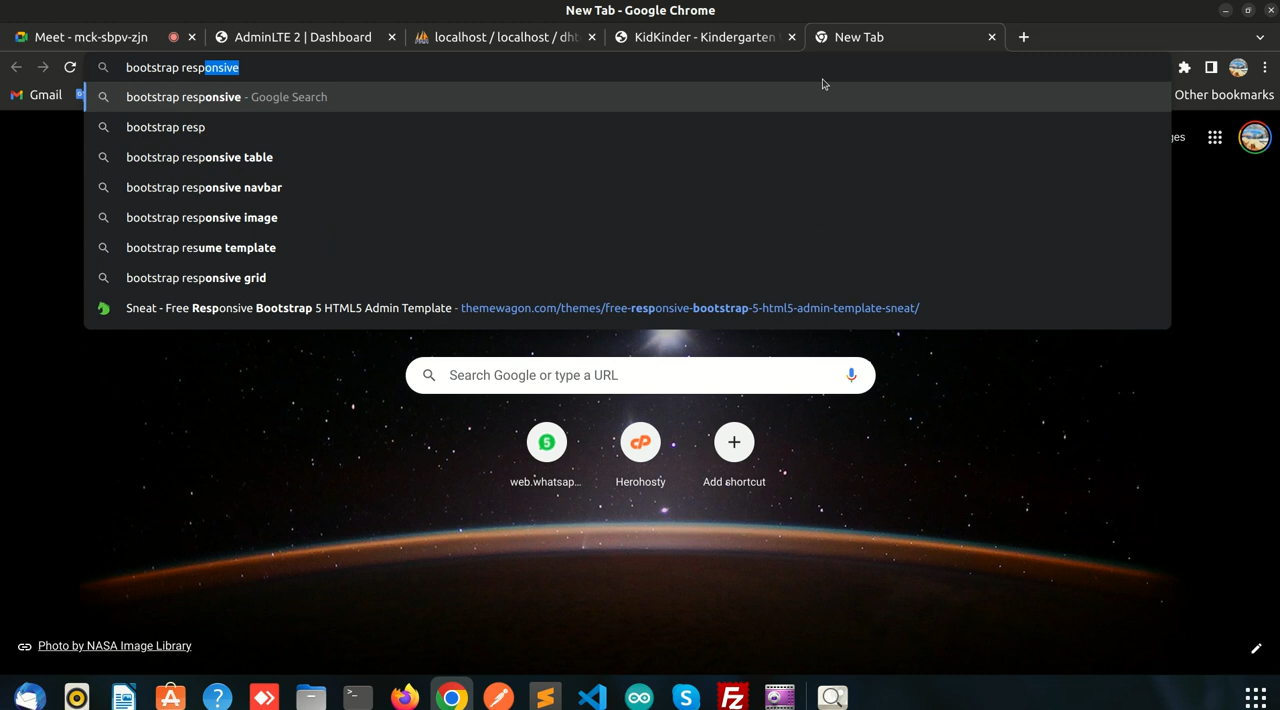 New Tab - Google Chrome
Meet - mck-sbpv-zjn
AdminLTE 2 | Dashboard
localhost / localhost / dht
KidKinder - Kindergarten
New Tab
bootstrap responsive
Gmail
Other bookmarks
bootstrap responsive - Google Search
bootstrap resp
bootstrap responsive table
bootstrap responsive navbar
bootstrap responsive image
bootstrap resume template
bootstrap responsive grid
Sneat - Free Responsive Bootstrap 5 HTML5 Admin Template - themewagon.com/themes/free-responsive-bootstrap-5-html5-admin-template-sneat/
ges
Search Google or type a URL
web.whatsap...
Herohosty
Add shortcut
Photo by NASA Image Library